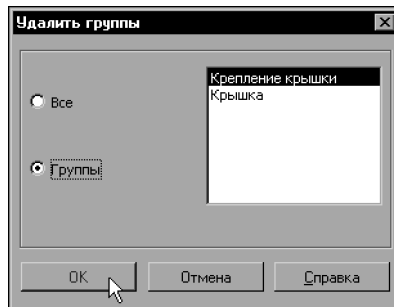 Удалить группы
Крепление крышки
Крышка
Все
Группы
OK
Отмена
Справка